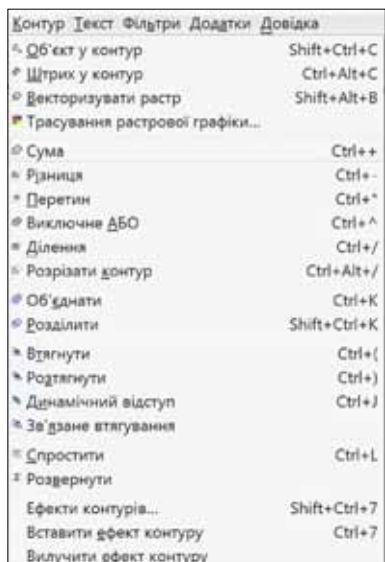 Контур Текст Фільтри Додатки Довідка
Об'єкт у контур Shift+Ctrl+C
Штрих у контур Ctrl+Alt+C
Векторизувати растр Shift+Alt+B
Трасування растрової графіки...
Сума Ctrl++
Різниця Ctrl+-
Перетин Ctrl+*
Виключне АБО Ctrl+^
Ділення Ctrl+/
Розрізати контур Ctrl+Alt+/
Об'єднати Ctrl+K
Розділити Shift+Ctrl+K
Втягнути Ctrl+(
Розтягнути Ctrl+)
Динамічний відступ Ctrl+J
Зв'язане втягування
Спростити Ctrl+L
Розвернути
Ефекти контурів... Shift+Ctrl+7
Вставити ефект контуру Ctrl+7
Вилучити ефект контуру